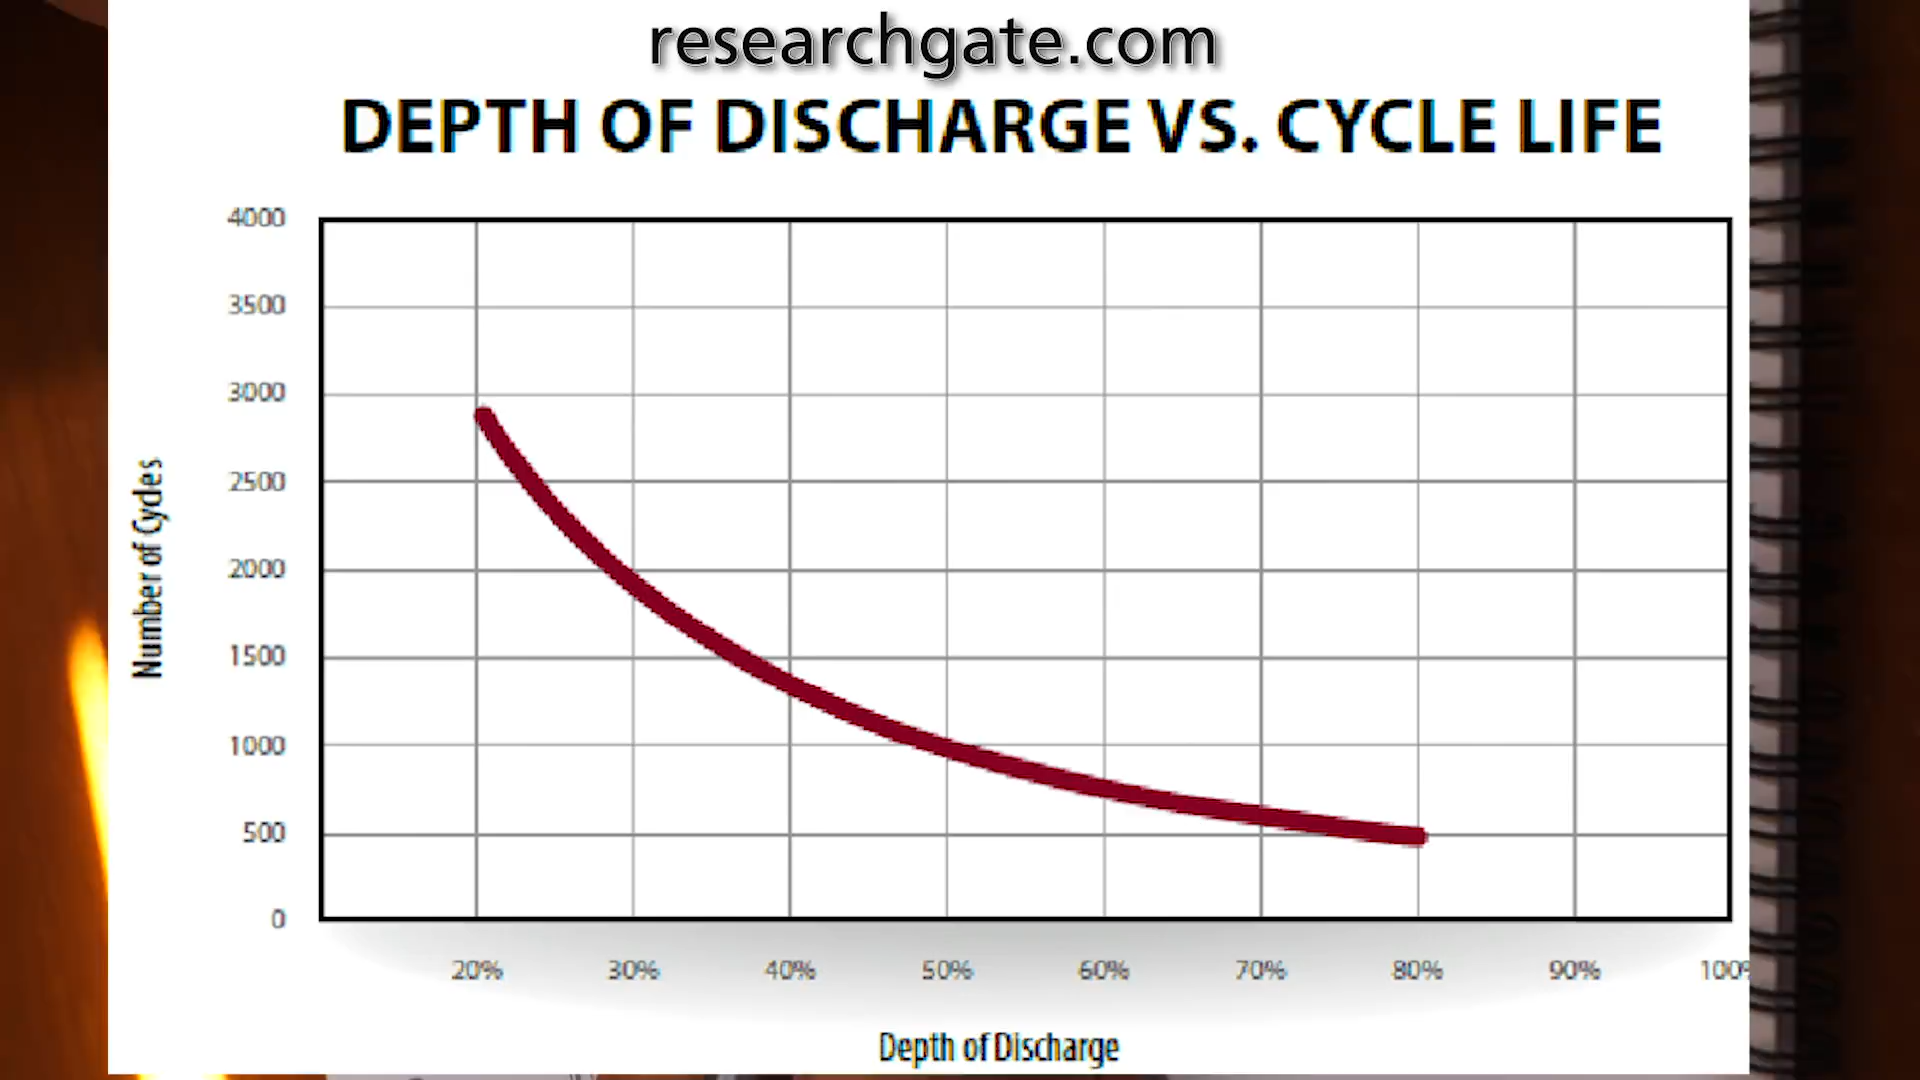 researchgate.com
DEPTH OF DISCHARGE VS. CYCLE LIFE
4000
3500
3000
2500
2000
1500
1000
500
0
Number of Cycles
20% 30% 40% 50% 60% 70% 80% 90% 100%
Depth of Discharge